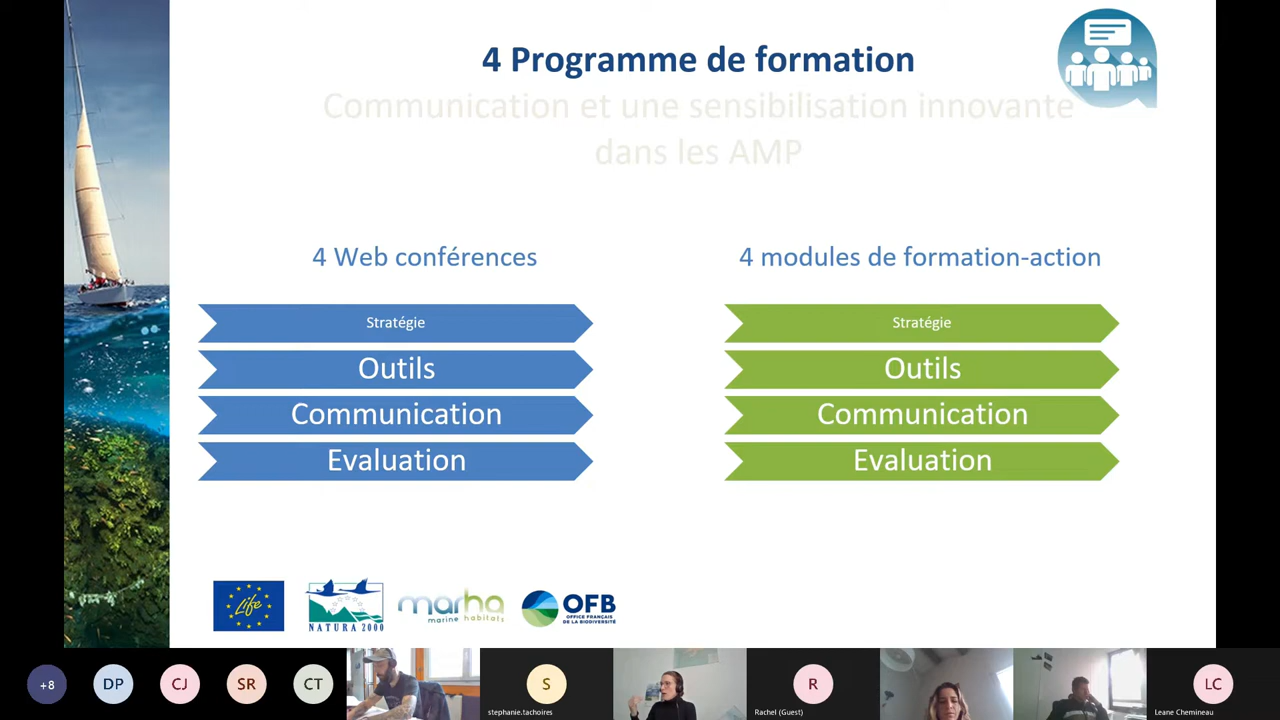 4 Programme de formation
Communication et une sensibilisation innovante
dans les AMP
4 Web conférences
4 modules de formation-action
Stratégie
Outils
Communication
Evaluation
Stratégie
Outils
Communication
Evaluation
Life
NATURA 2000
marha
marine habitats
OFB
OFFICE FRANÇAIS
DE LA BIODIVERSITÉ
+8
DP
CJ
SR
CT
S
stephanie.tachoires
R
Rachel (Guest)
LC
Leane Chemineau